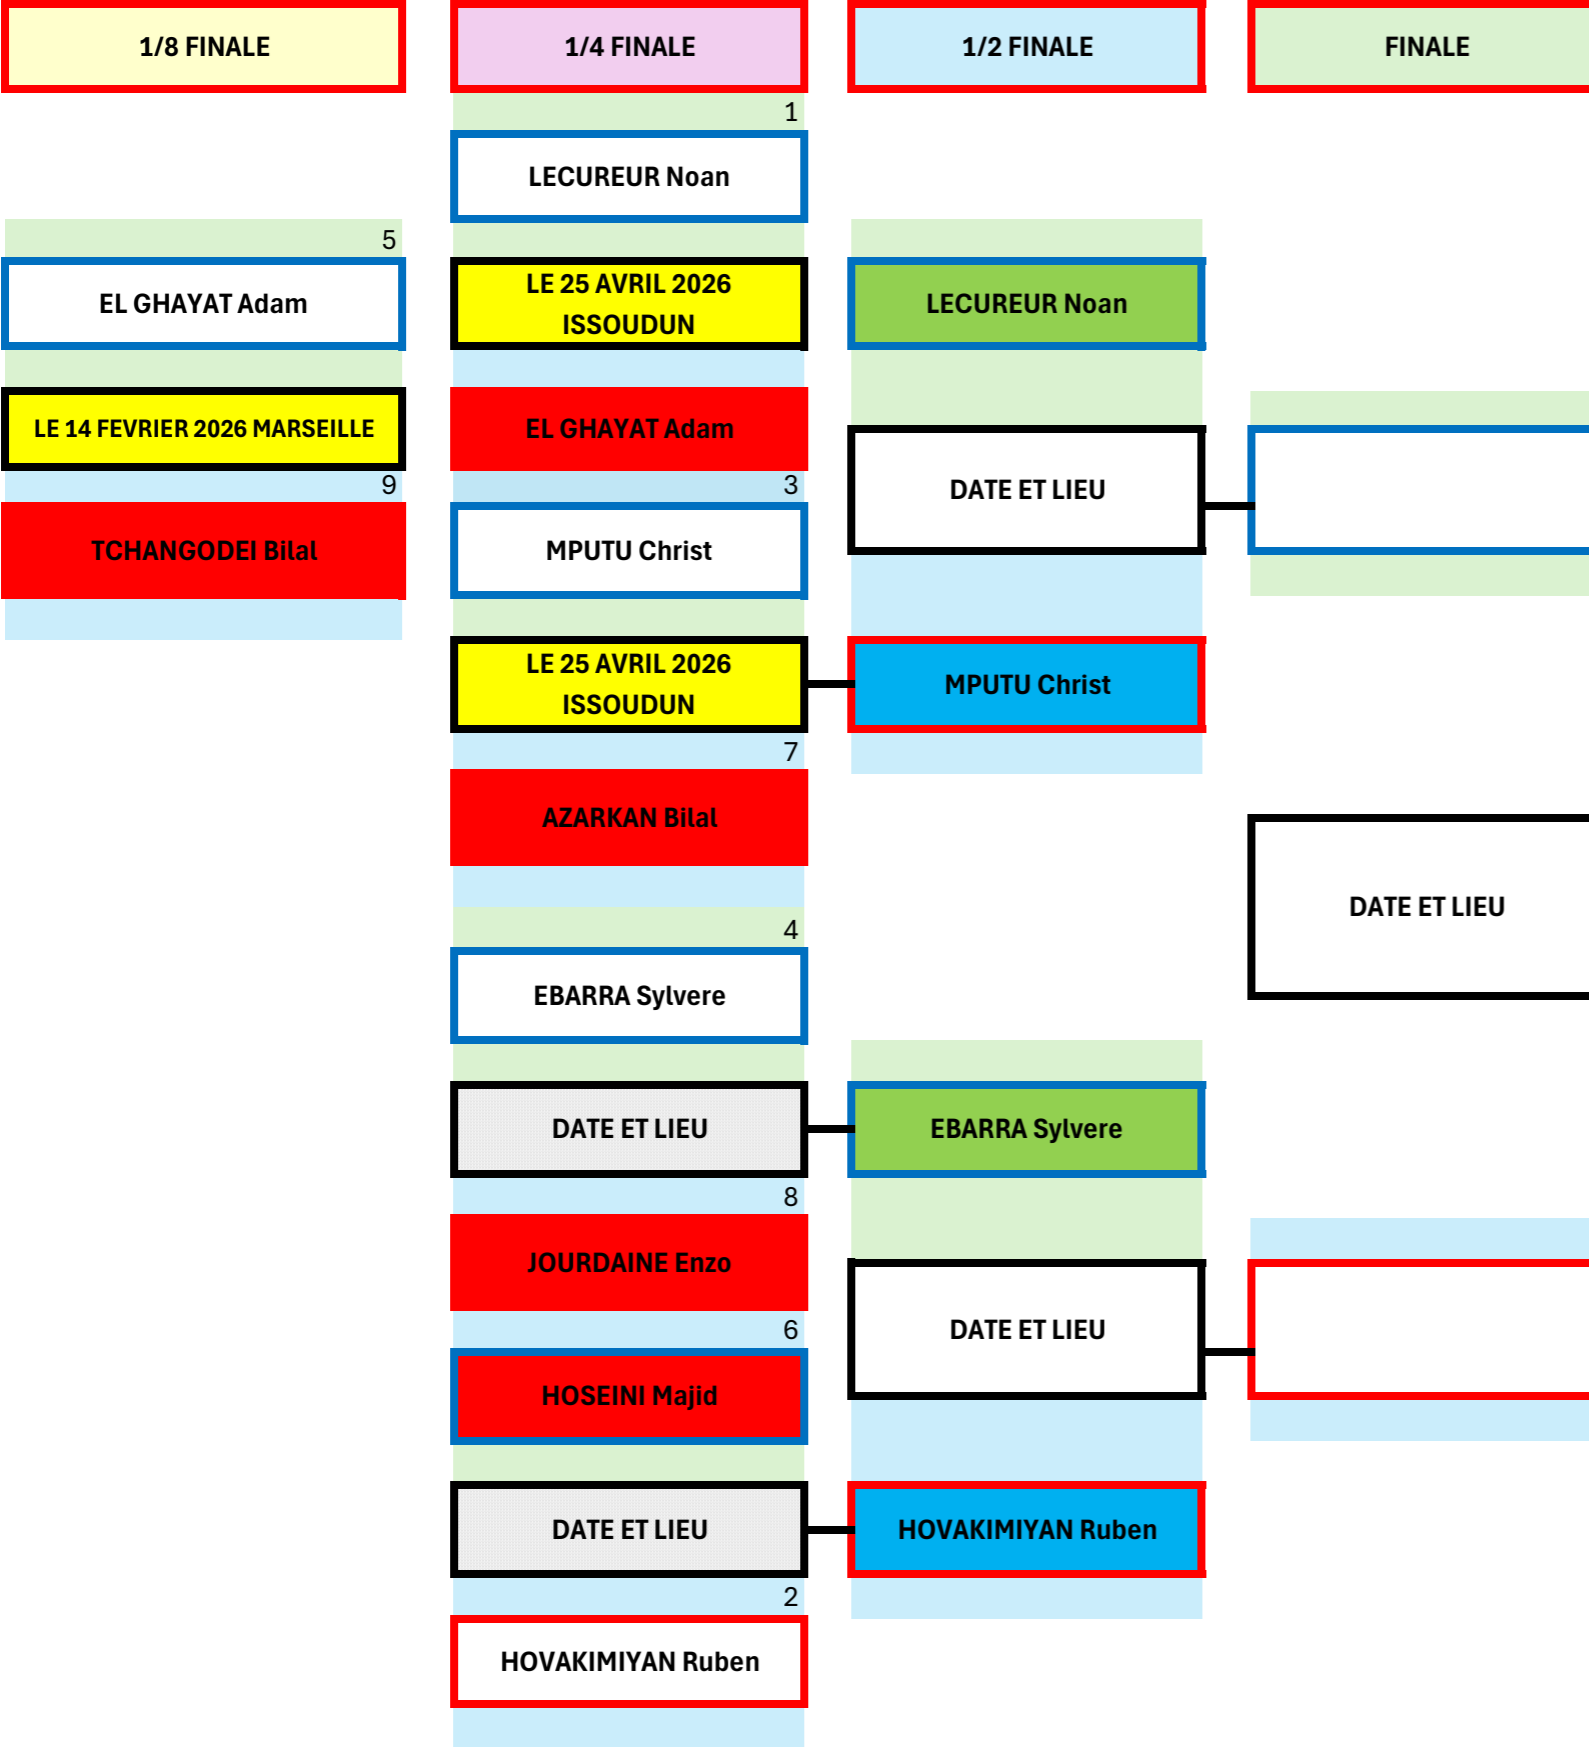 1/8 FINALE
1/4 FINALE
1/2 FINALE
FINALE
1
LECUREUR Noan
5
EL GHAYAT Adam
LE 25 AVRIL 2026
ISSOUDUN
LECUREUR Noan
LE 14 FEVRIER 2026 MARSEILLE
EL GHAYAT Adam
9
3
DATE ET LIEU
TCHANGODEI Bilal
MPUTU Christ
LE 25 AVRIL 2026
ISSOUDUN
MPUTU Christ
7
AZARKAN Bilal
DATE ET LIEU
4
EBARRA Sylvere
DATE ET LIEU
EBARRA Sylvere
8
JOURDAINE Enzo
6
DATE ET LIEU
HOSEINI Majid
DATE ET LIEU
HOVAKIMIYAN Ruben
2
HOVAKIMIYAN Ruben